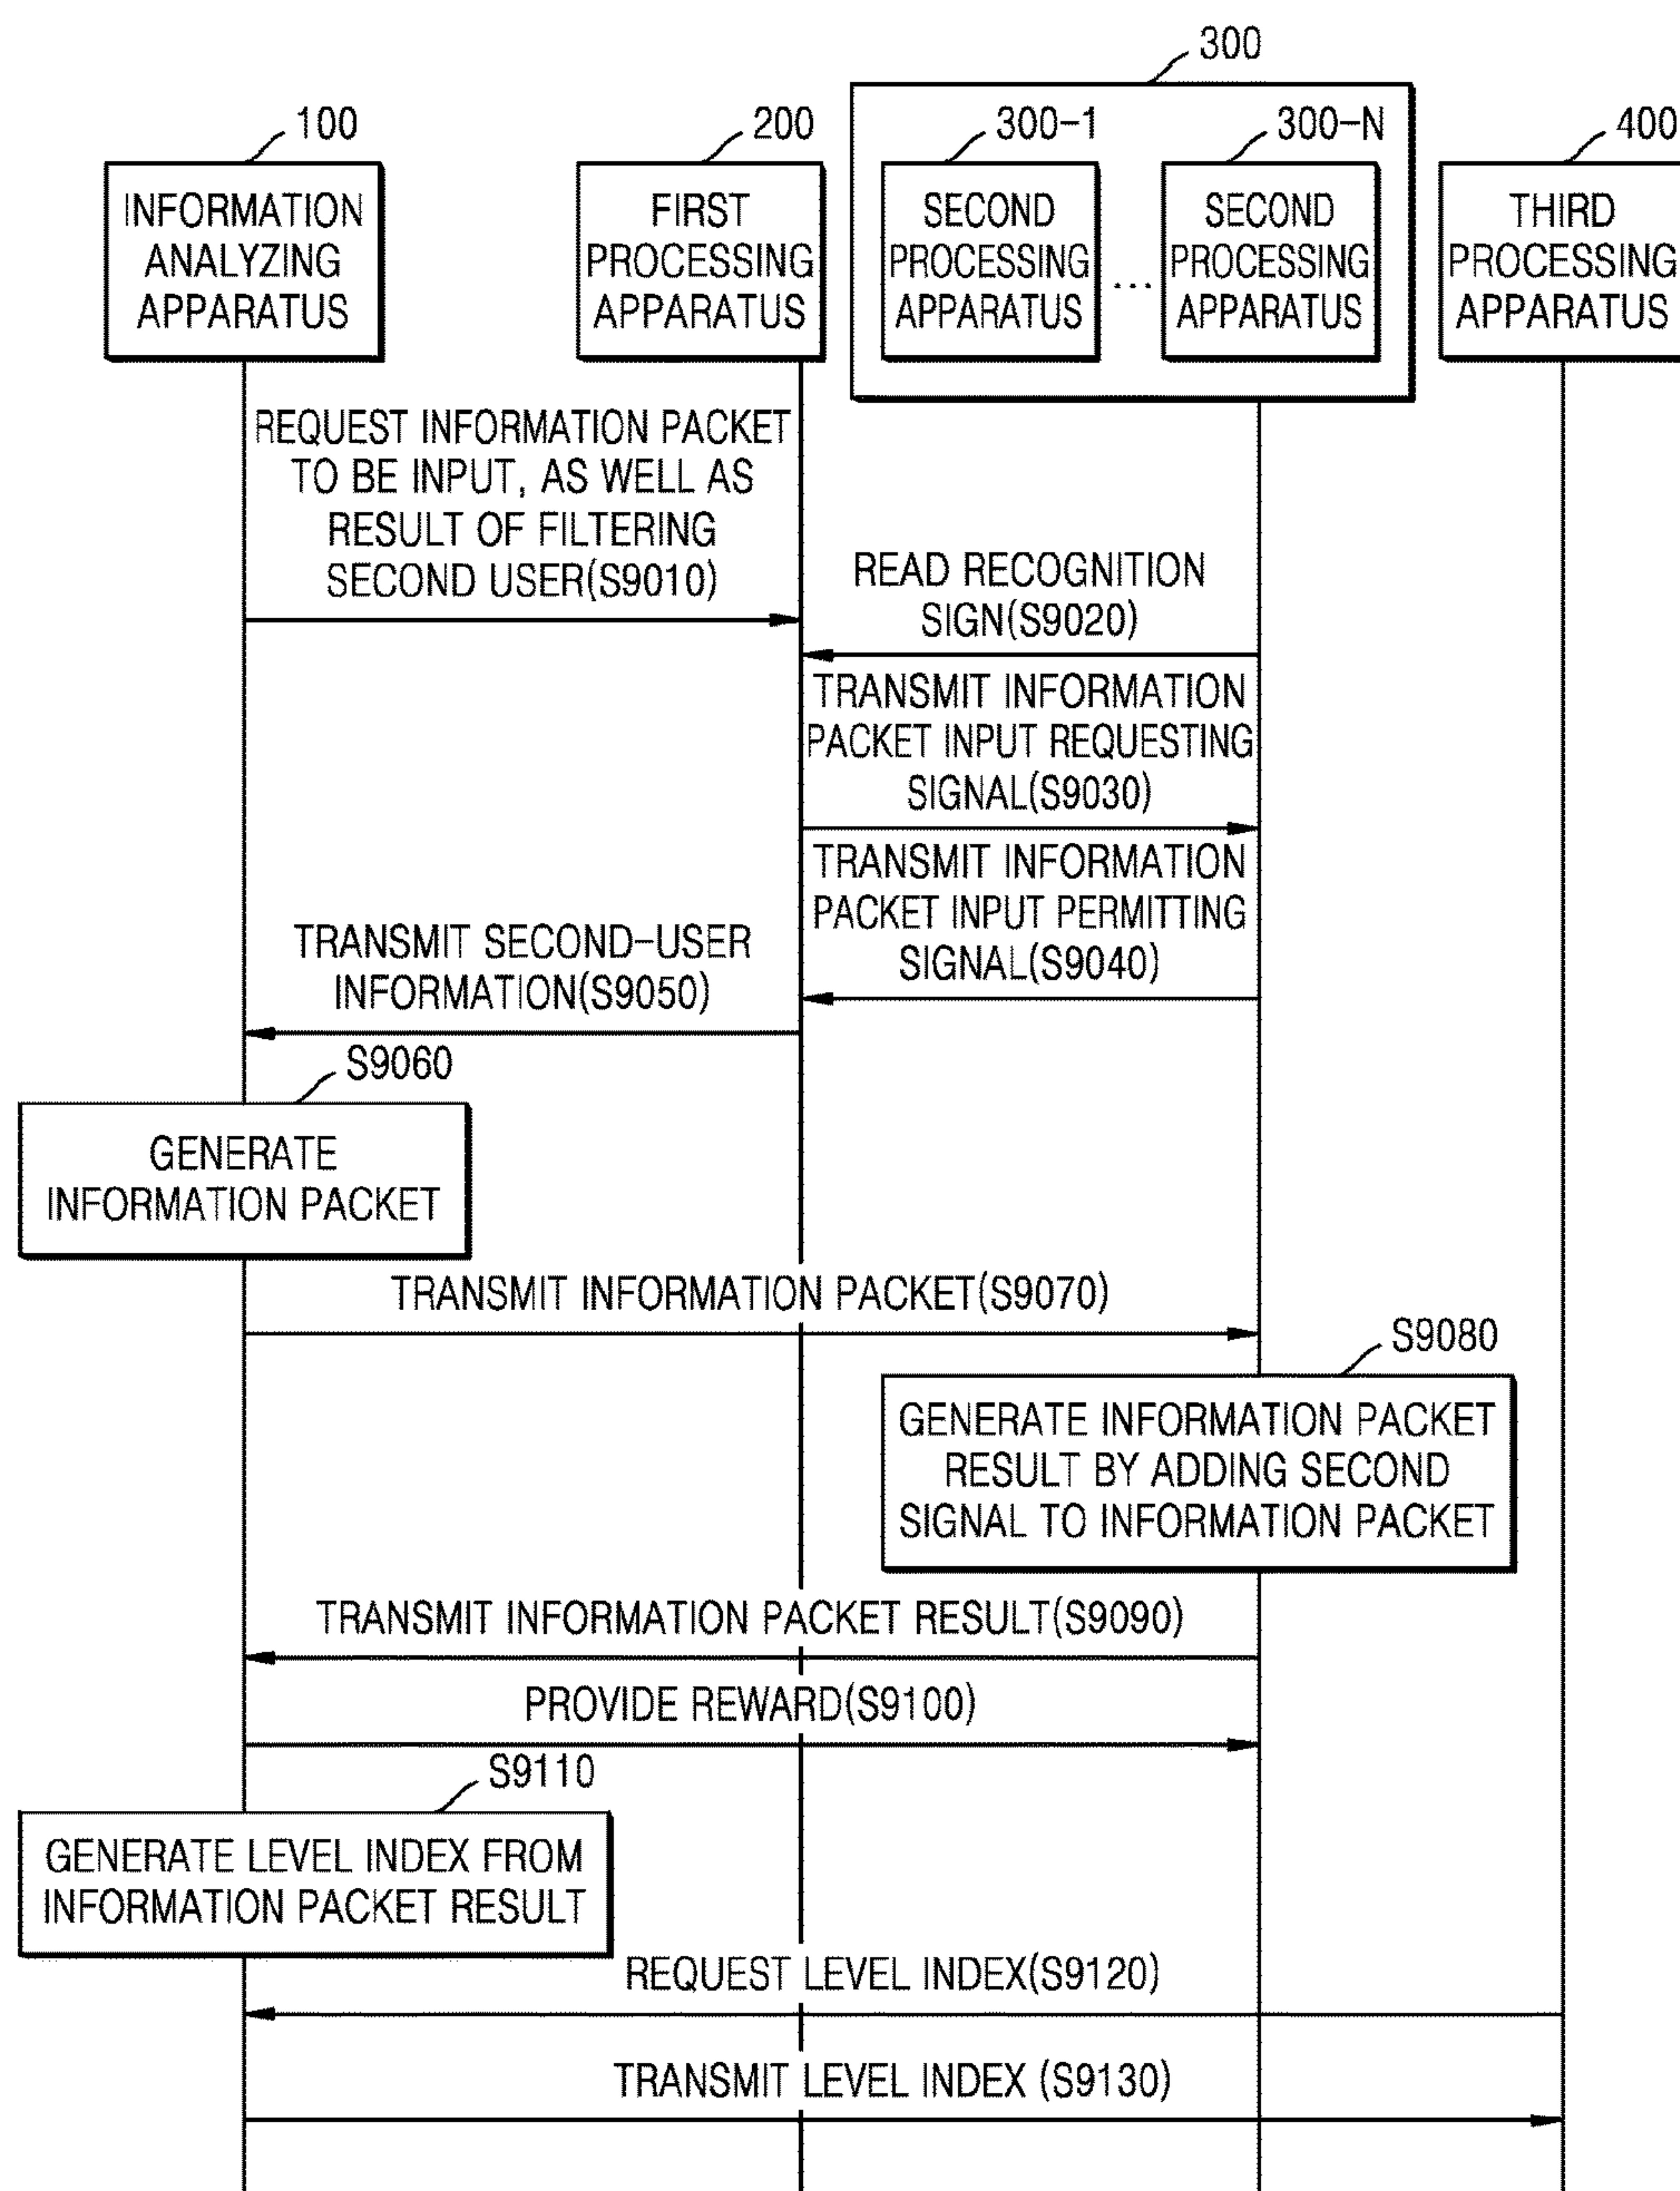 300
100
200
300-1
300-N
400
INFORMATION
ANALYZING
APPARATUS
FIRST
PROCESSING
APPARATUS
SECOND
PROCESSING
APPARATUS
...
SECOND
PROCESSING
APPARATUS
THIRD
PROCESSING
APPARATUS
REQUEST INFORMATION PACKET
TO BE INPUT, AS WELL AS
RESULT OF FILTERING
SECOND USER(S9010)
READ RECOGNITION
SIGN(S9020)
TRANSMIT INFORMATION
PACKET INPUT REQUESTING
SIGNAL(S9030)
TRANSMIT INFORMATION
PACKET INPUT PERMITTING
SIGNAL(S9040)
TRANSMIT SECOND-USER
INFORMATION(S9050)
S9060
GENERATE
INFORMATION PACKET
TRANSMIT INFORMATION PACKET(S9070)
S9080
GENERATE INFORMATION PACKET
RESULT BY ADDING SECOND
SIGNAL TO INFORMATION PACKET
TRANSMIT INFORMATION PACKET RESULT(S9090)
PROVIDE REWARD(S9100)
S9110
GENERATE LEVEL INDEX FROM
INFORMATION PACKET RESULT
REQUEST LEVEL INDEX(S9120)
TRANSMIT LEVEL INDEX (S9130)